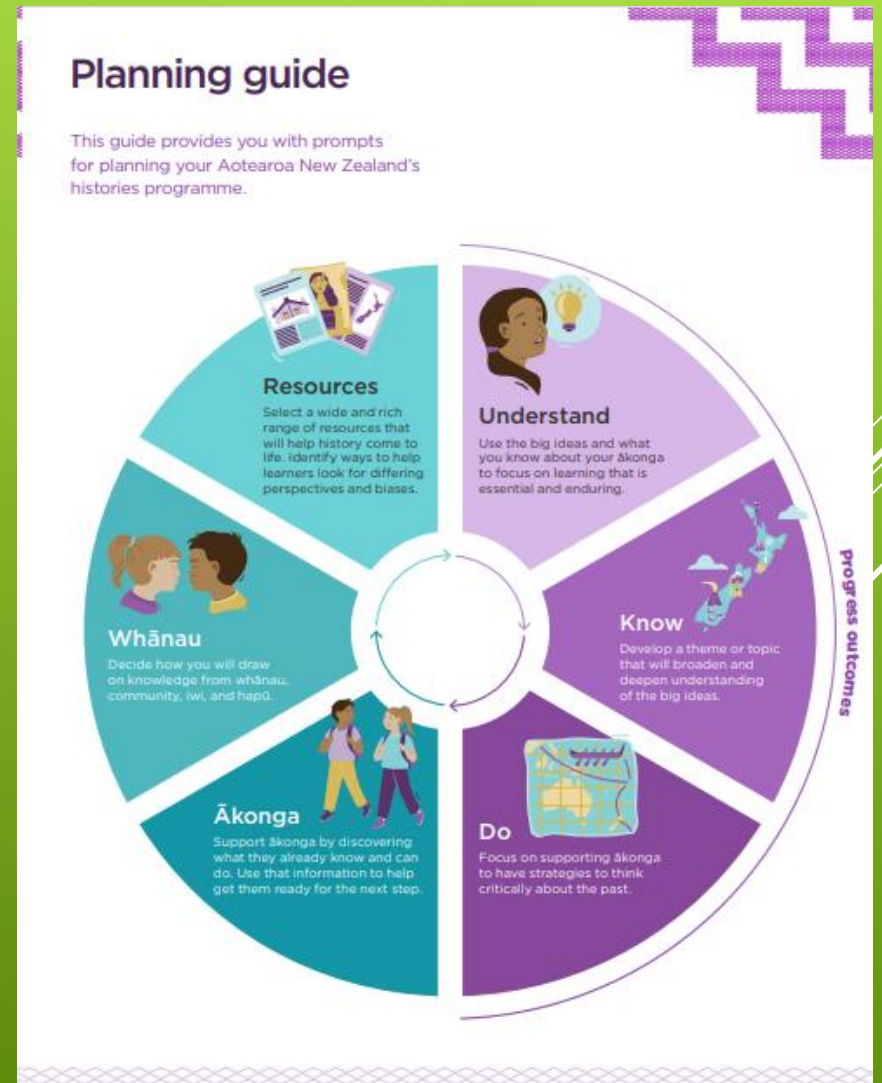 Planning guide
This guide provides you with prompts
for planning your Aotearoa New Zealand's
histories programme.
Resources
Select a wide and rich
range of resources that
will help history come to
life. Identify ways to help
learners look for differing
perspectives and biases.
Understand
Use the big ideas and what
you know about your ākonga
to focus on learning that is
essential and enduring.
Know
Develop a theme or topic
that will broaden and
deepen understanding
of the big ideas.
Progress outcomes
Do
Focus on supporting ākonga
to have strategies to think
critically about the past.
Ākonga
Support ākonga by discovering
what they already know and can
do. Use that information to help
get them ready for the next step.
Whānau
Decide how you will draw
on knowledge from whānau,
community, iwi, and hapū.